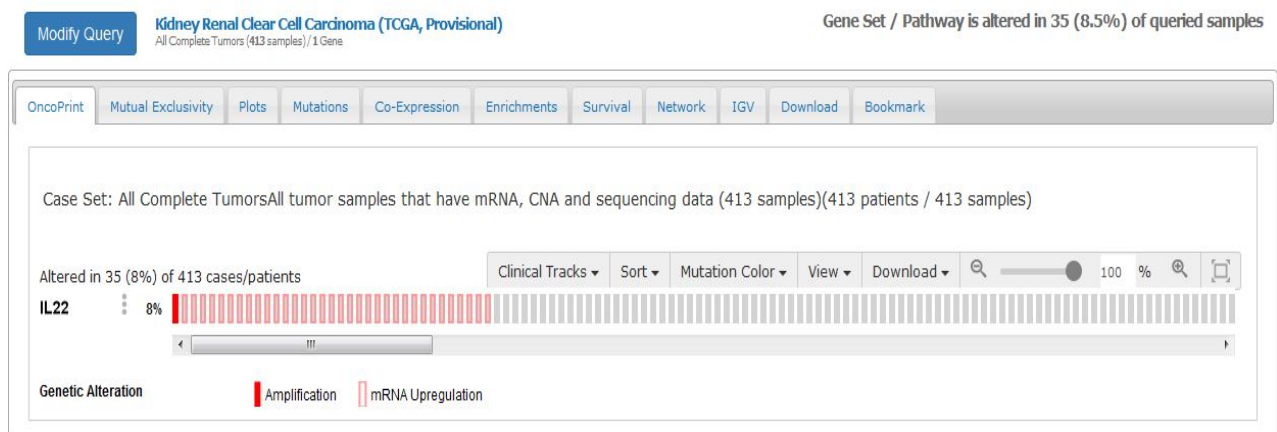 Modify Query
Kidney Renal Clear Cell Carcinoma (TCGA, Provisional)
All Complete Tumors (413 samples) / 1 Gene
Gene Set / Pathway is altered in 35 (8.5%) of queried samples
OncoPrint Mutual Exclusivity Plots Mutations Co-Expression Enrichments Survival Network IGV Download Bookmark
Case Set: All Complete TumorsAll tumor samples that have mRNA, CNA and sequencing data (413 samples)(413 patients / 413 samples)
Altered in 35 (8%) of 413 cases/patients
Clinical Tracks Sort Mutation Color View Download 100 %
IL22 8%
Genetic Alteration Amplification mRNA Upregulation